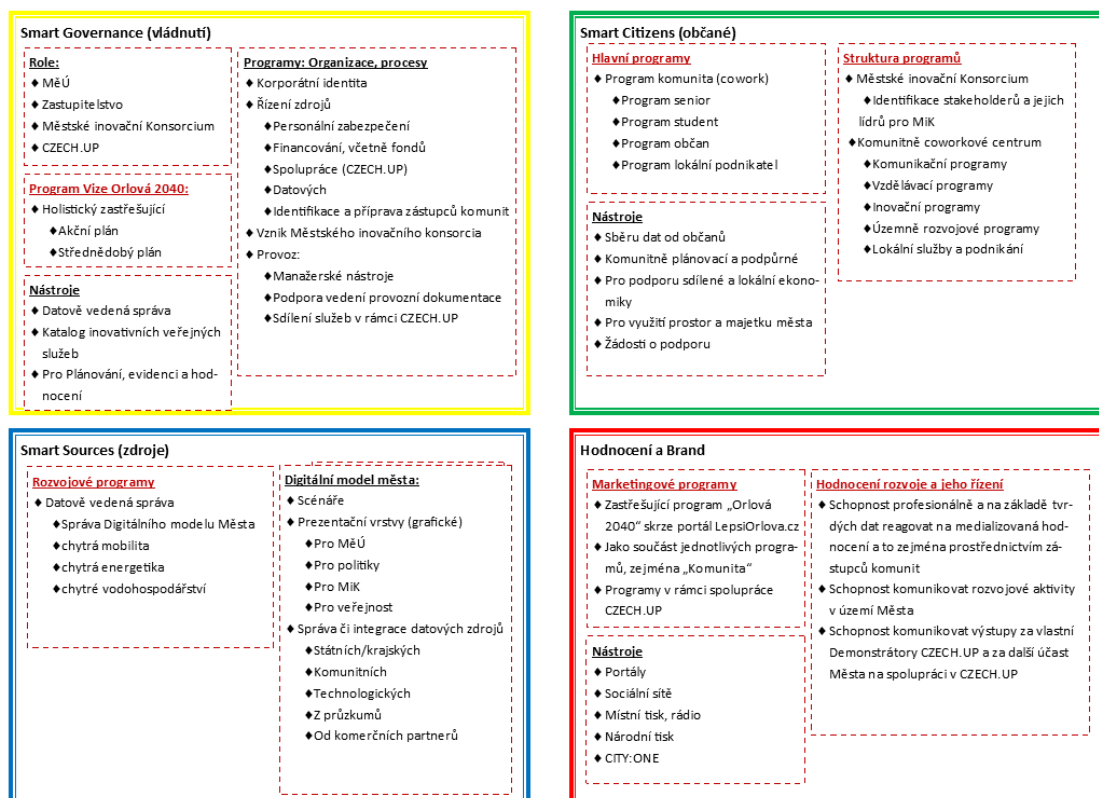 Smart Governance (vládnutí)
Role:
♦ MěÚ
♦ Zastupitelstvo
♦ Městské inovační Konsorcium
♦ CZECH.UP
Program Vize Orlová 2040:
♦ Holistický zastřešující
♦Akční plán
♦Střednědobý plán
Nástroje
♦ Datově vedená správa
♦ Katalog inovativních veřejných
služeb
♦ Pro Plánování, evidenci a hod-
nocení
Programy: Organizace, procesy
♦ Korporátní identita
♦ Řízení zdrojů
♦Personální zabezpečení
♦Financování, včetně fondů
♦Spolupráce (CZECH.UP)
♦Datových
♦Identifikace a příprava zástupců komunit
♦ Vznik Městského inovačního konsorcia
♦ Provoz:
♦Manažerské nástroje
♦Podpora vedení provozní dokumentace
♦Sdílení služeb v rámci CZECH.UP
Smart Citizens (občané)
Hlavní programy
♦ Program komunita (cowork)
♦Program senior
♦Program student
♦Program občan
♦Program lokální podnikatel
Nástroje
♦ Sběru dat od občanů
♦ Komunitně plánovací a podpůrné
♦ Pro podporu sdílené a lokální ekono-
miky
♦ Pro využití prostor a majetku města
♦ Žádosti o podporu
Struktura programů
♦ Městské inovační Konsorcium
♦Identifikace stakeholderů a jejich
lídrů pro MiK
♦Komunitně coworkové centrum
♦Komunikační programy
♦Vzdělávací programy
♦Inovační programy
♦Územně rozvojové programy
♦Lokální služby a podnikání
Smart Sources (zdroje)
Rozvojové programy
♦ Datově vedená správa
♦Správa Digitálního modelu Města
♦chytrá mobilita
♦chytrá energetika
♦chytré vodohospodářství
Digitální model města:
♦ Scénáře
♦ Prezentační vrstvy (grafické)
♦Pro MěÚ
♦Pro politiky
♦Pro MiK
♦Pro veřejnost
♦ Správa či integrace datových zdrojů
♦Státních/krajských
♦Komunitních
♦Technologických
♦Z průzkumů
♦Od komerčních partnerů
Hodnocení a Brand
Marketingové programy
♦ Zastřešující program „Orlová
2040“ skrze portál LepsiOrlova.cz
♦ Jako součást jednotlivých progra-
mů, zejména „Komunita“
♦ Programy v rámci spolupráce
CZECH.UP
Nástroje
♦ Portály
♦ Sociální sítě
♦ Místní tisk, rádio
♦ Národní tisk
♦ CITY:ONE
Hodnocení rozvoje a jeho řízení
♦ Schopnost profesionálně a na základě tvr-
dých dat reagovat na medializovaná hod-
nocení a to zejména prostřednictvím zá-
stupců komunit
♦ Schopnost komunikovat rozvojové aktivity
v území Města
♦ Schopnost komunikovat výstupy za vlastní
Demonstrátory CZECH.UP a za další účast
Města na spolupráci v CZECH.UP